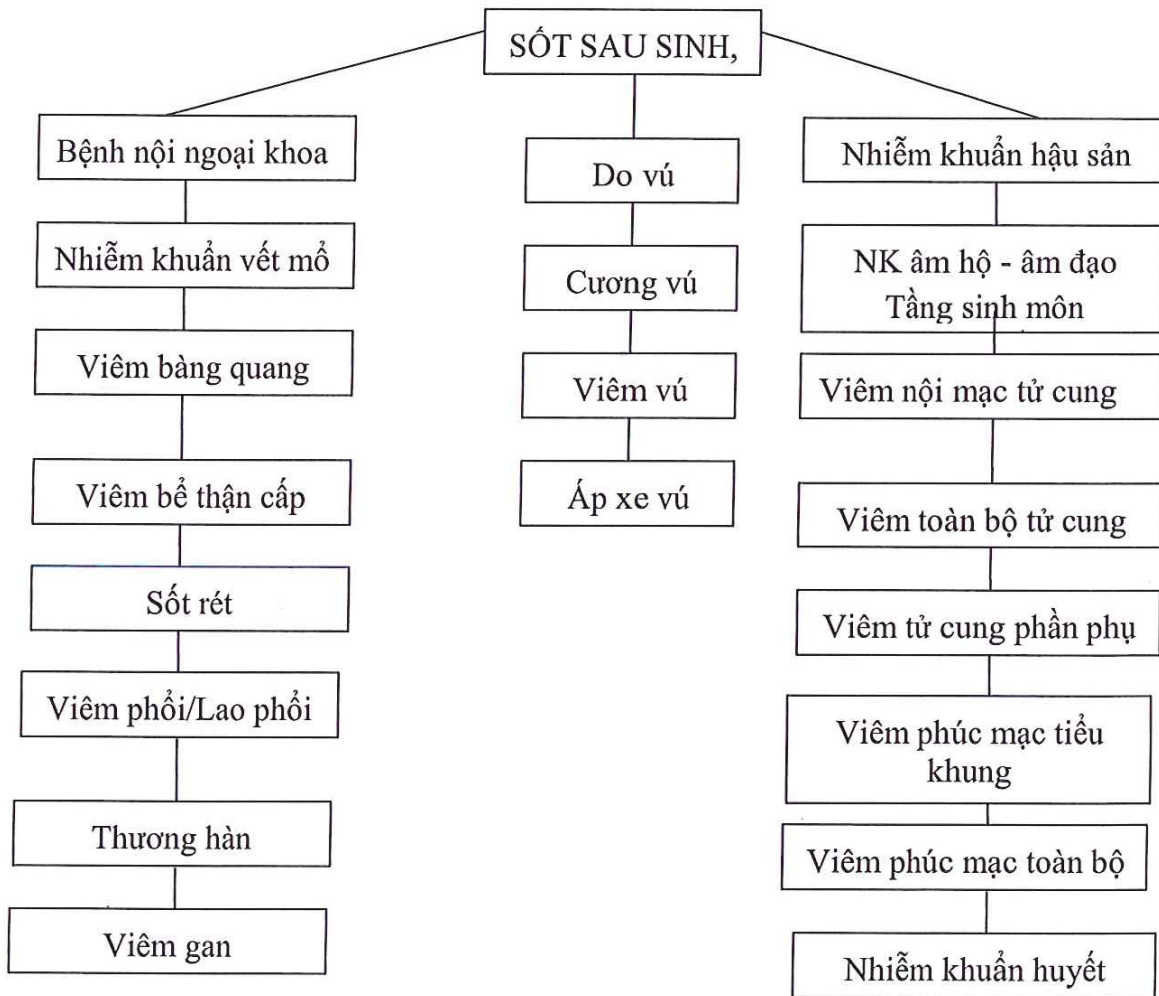 SỐT SAU SINH,
Bệnh nội ngoại khoa
Nhiễm khuẩn vết mổ
Viêm bàng quang
Viêm bể thận cấp
Sốt rét
Viêm phổi/Lao phổi
Thương hàn
Viêm gan
Do vú
Cương vú
Viêm vú
Áp xe vú
Nhiễm khuẩn hậu sản
NK âm hộ - âm đạo
Tầng sinh môn
Viêm nội mạc tử cung
Viêm toàn bộ tử cung
Viêm tử cung phần phụ
Viêm phúc mạc tiểu
khung
Viêm phúc mạc toàn bộ
Nhiễm khuẩn huyết